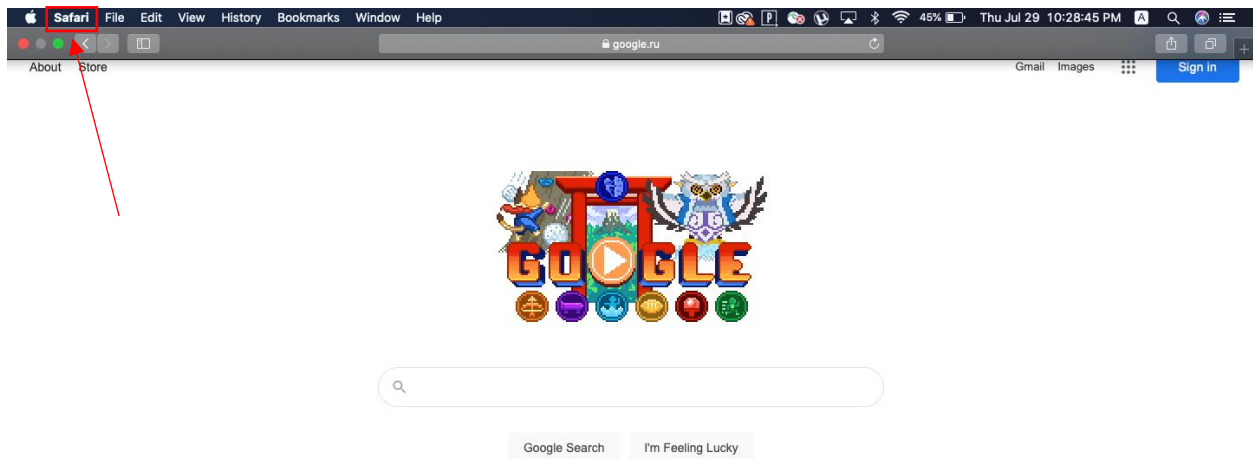 Safari File Edit View History Bookmarks Window Help 45% Thu Jul 29 10:28:45 PM A
google.ru
About Store Gmail Images Sign in
GOOGLE
Google Search I'm Feeling Lucky